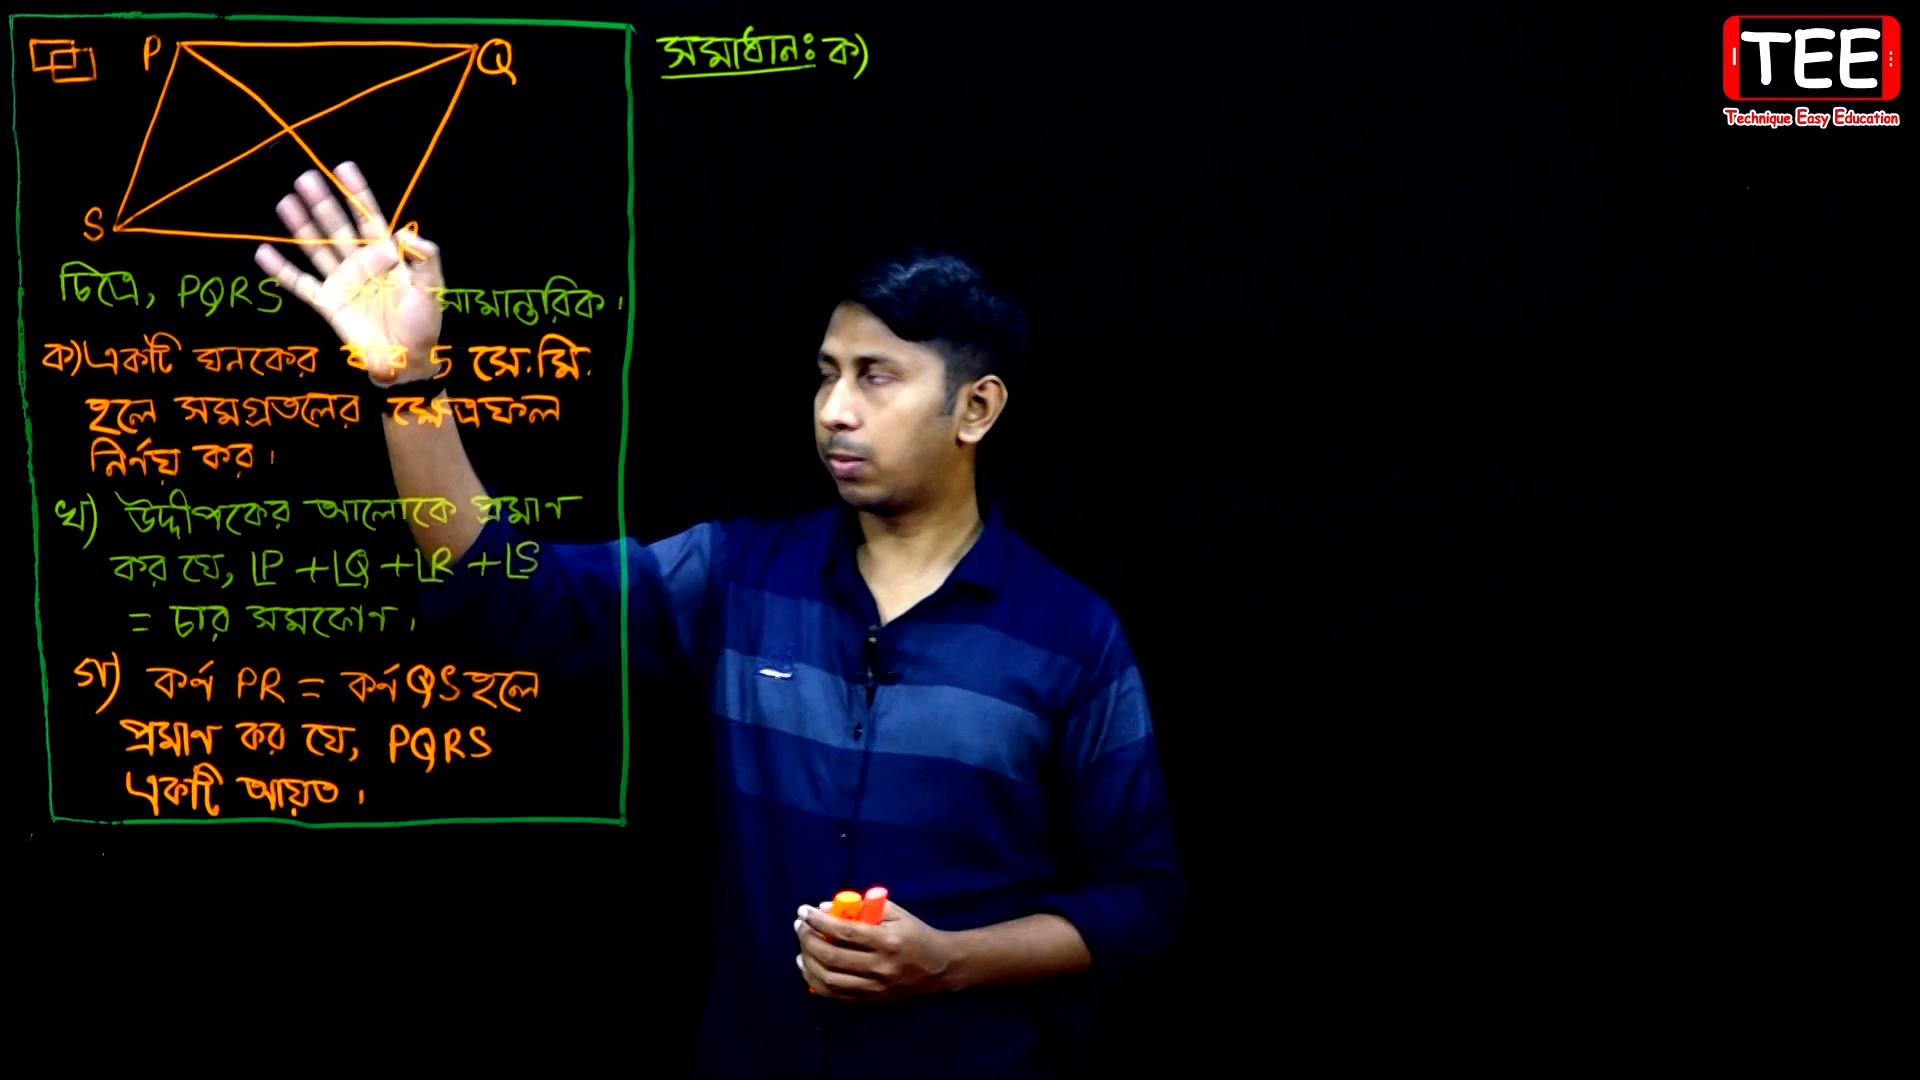 P
Q
S
R
চিত্রে, PQRS সামান্তরিক।
ক) একটি ঘনকের ধার 5 সে.মি.
হলে সমগ্রতলের ক্ষেত্রফল
নির্ণয় কর।
খ) উদ্দীপকের আলোকে প্রমাণ
কর যে, ∠P +∠Q +∠R +∠S
= চার সমকোণ।
গ) কর্ণ PR = কর্ণ QS হলে
প্রমাণ কর যে, PQRS
একটি আয়ত।
সমাধানঃ ক)
TEE
Technique Easy Education